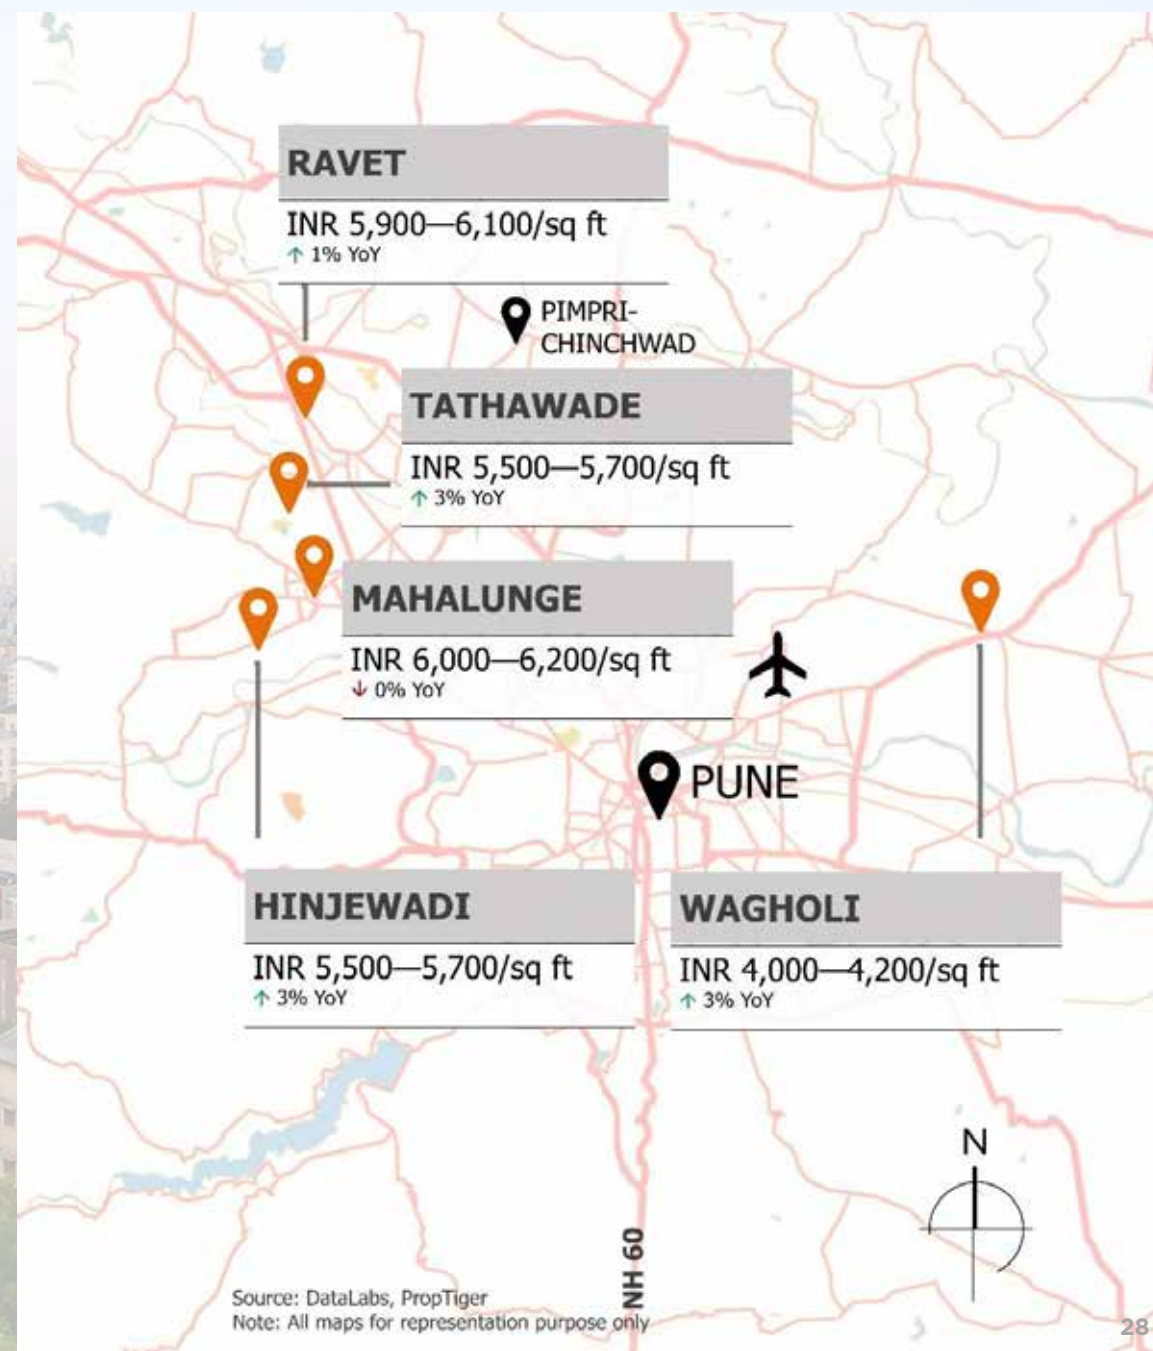 RAVET
INR 5,900—6,100/sq ft
↑ 1% YoY
PIMPRI-
CHINCHWAD
TATHAWADE
INR 5,500—5,700/sq ft
↑ 3% YoY
MAHALUNGE
INR 6,000—6,200/sq ft
↓ 0% YoY
PUNE
HINJEWADI
INR 5,500—5,700/sq ft
↑ 3% YoY
WAGHOLI
INR 4,000—4,200/sq ft
↑ 3% YoY
N
NH 60
Source: DataLabs, PropTiger
Note: All maps for representation purpose only
28